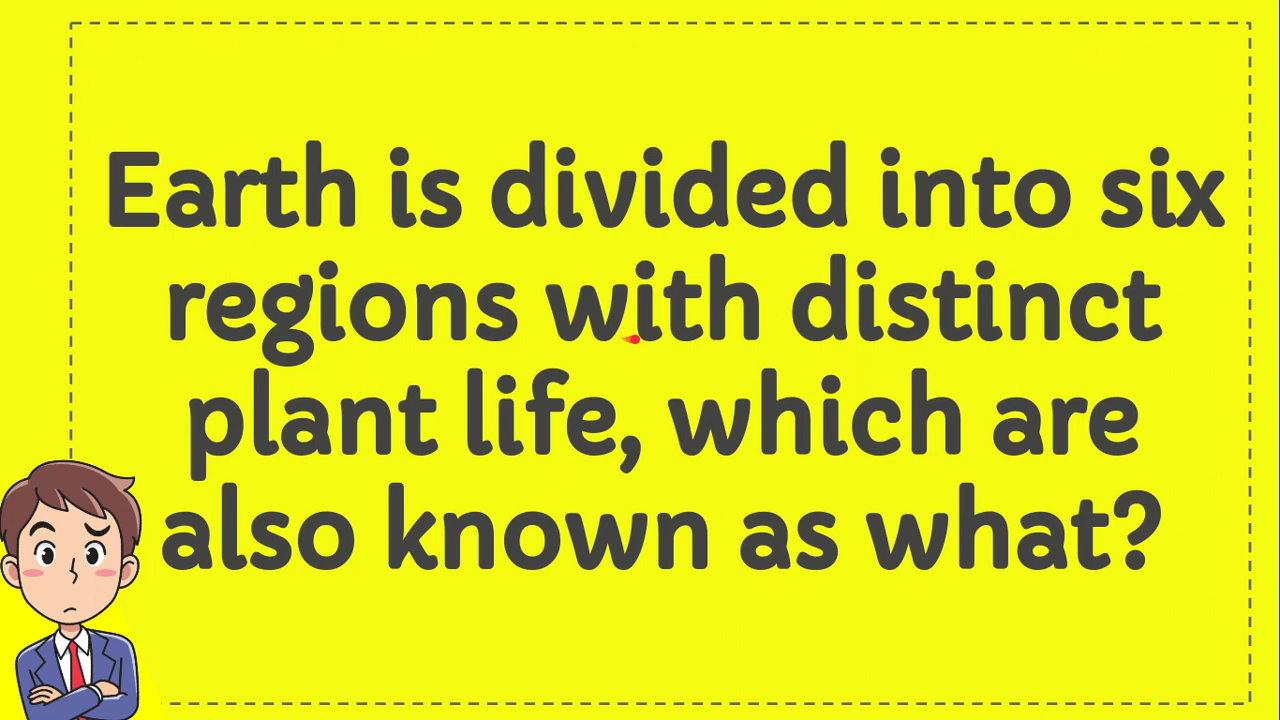 Earth is divided into six
regions with distinct
plant life, which are
also known as what?